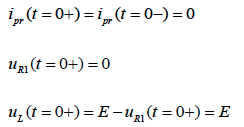 i_pr(t = 0+) = i_pr(t = 0−) = 0
u_R1(t = 0+) = 0
u_L(t = 0+) = E − u_R1(t = 0+) = E